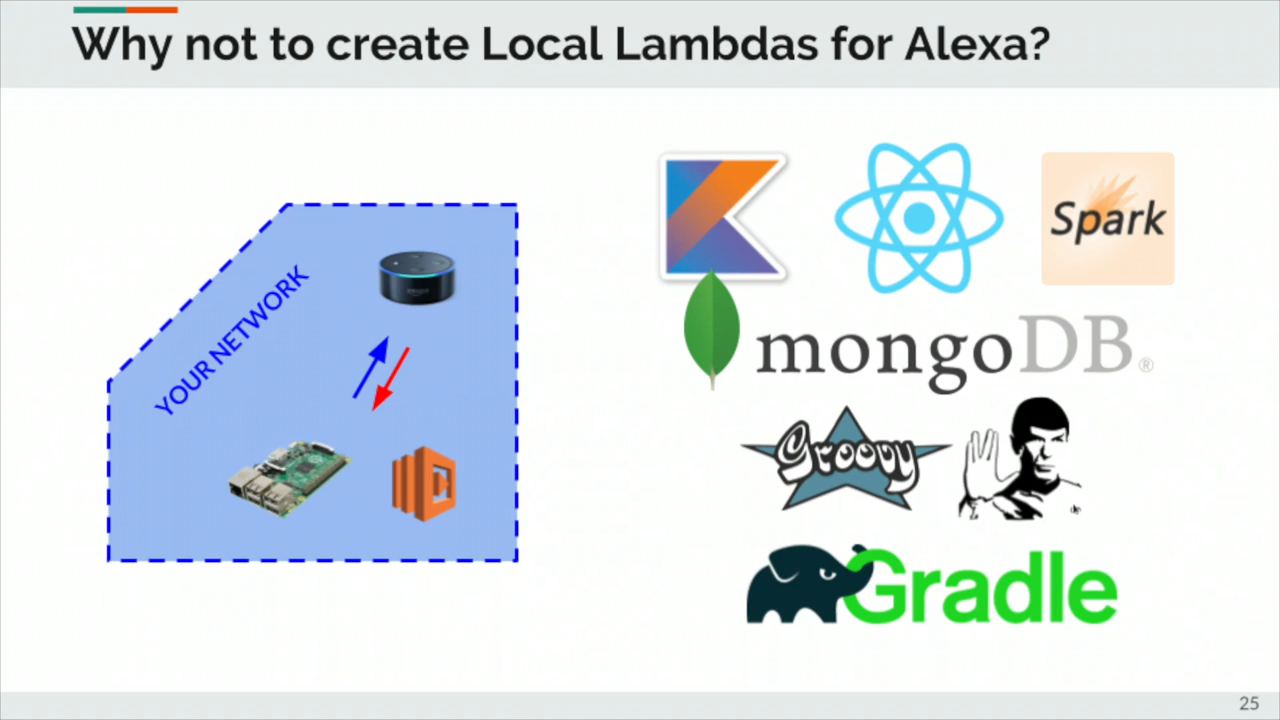 Why not to create Local Lambdas for Alexa?
YOUR NETWORK
Spark
mongoDB®
Groovy
Gradle
25